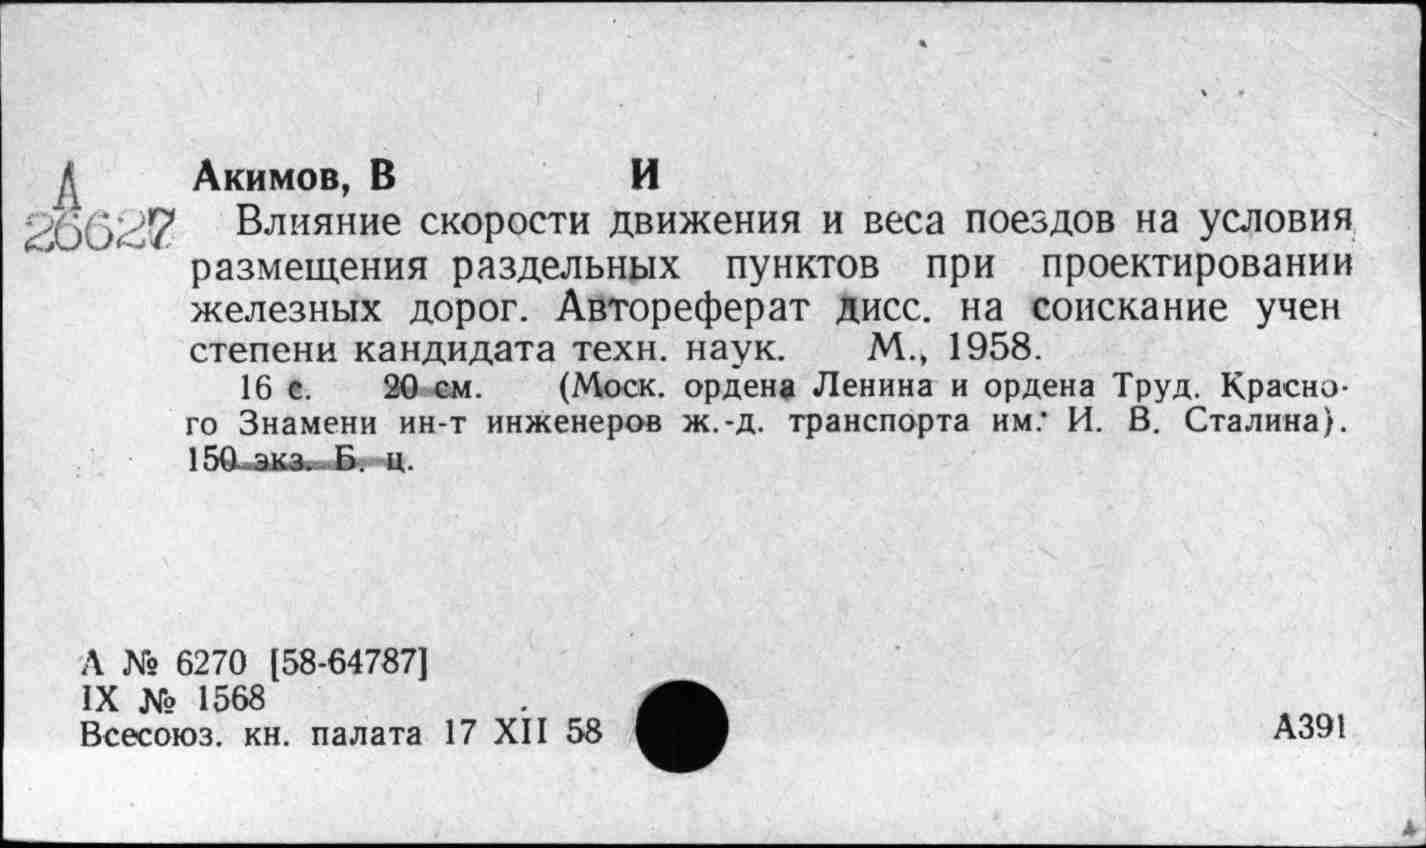 А
26627
Акимов, В И
Влияние скорости движения и веса поездов на условия
размещения раздельных пунктов при проектировании
железных дорог. Автореферат дисс. на соискание учен
степени кандидата техн. наук. М., 1958.
16 с. 20 см. (Моск. ордена Ленина и ордена Труд. Красно-
го Знамени ин-т инженеров ж.-д. транспорта им. И. В. Сталина).
150 экз. Б. ц.
А № 6270 [58-64787]
IX № 1568
Всесоюз. кн. палата 17 XII 58
А391